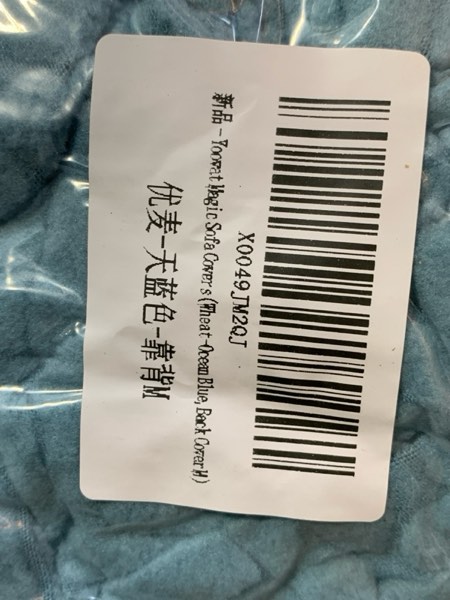 X0049JM2QJ
新品 - Yoowat Magic Sofa Covers (Wheat-Ocean Blue, Back Cover M)
优麦-天蓝色-靠背M